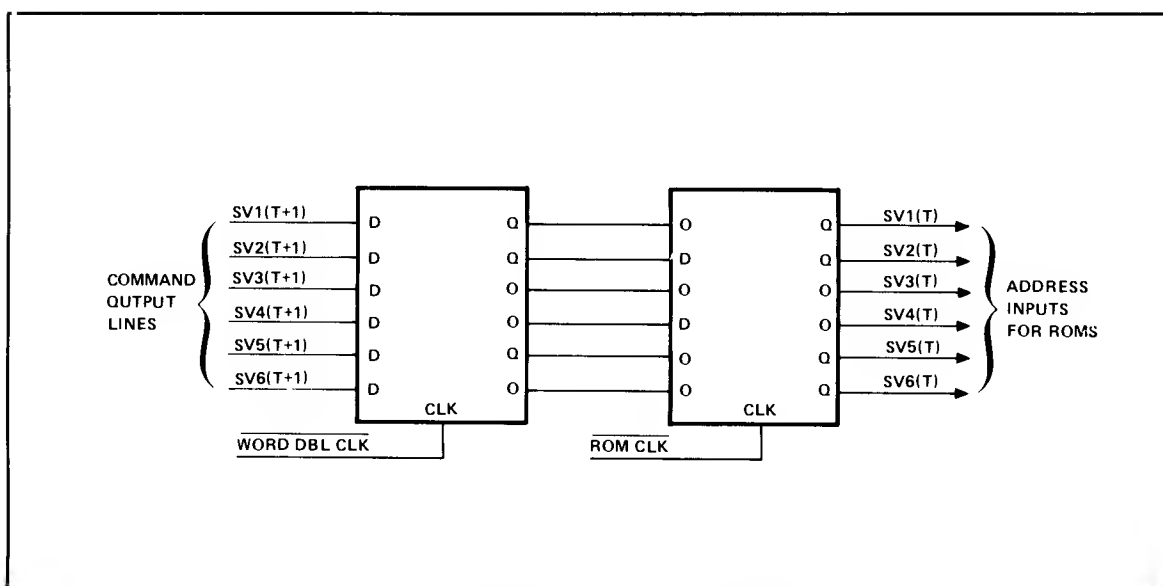 SV1(T+1)
SV2(T+1)
SV3(T+1)
SV4(T+1)
SV5(T+1)
SV6(T+1)
COMMAND
QUTPUT
LINES
D Q
D Q
D O
D O
D Q
D O
CLK
WORD DBL CLK
O Q
D Q
O O
D O
O Q
O Q
CLK
ROM CLK
SV1(T)
SV2(T)
SV3(T)
SV4(T)
SV5(T)
SV6(T)
ADDRESS
INPUTS
FOR ROMS